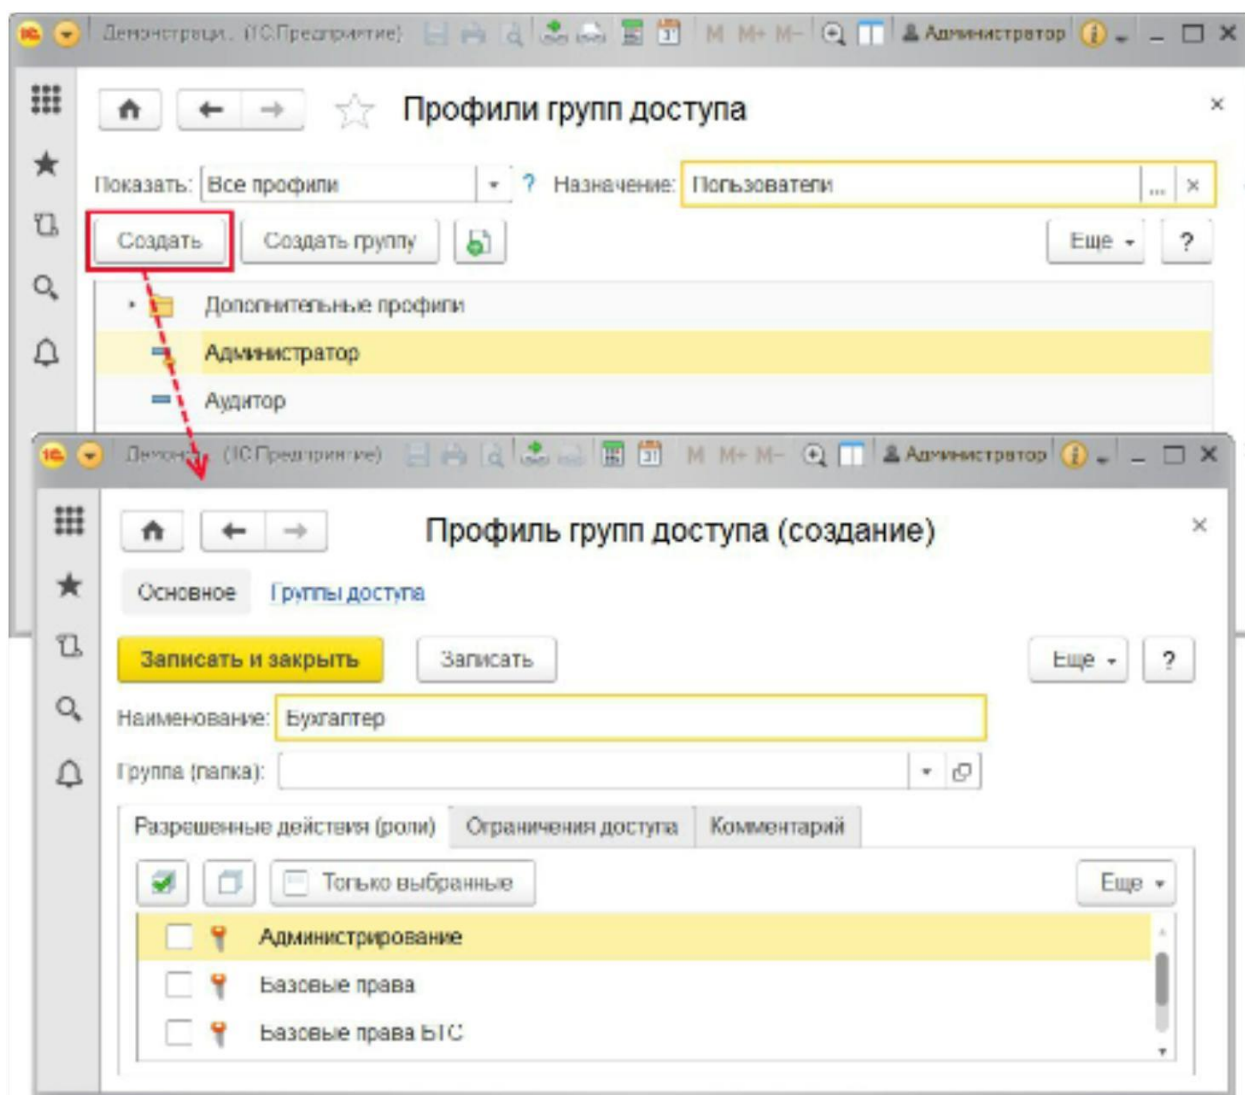 Демонстраци.. (1С:Предприятие) M M+ M- Администратор
Профили групп доступа
Показать: Все профили ? Назначение: Пользователи ...
Создать Создать группу Еще ?
Дополнительные профили
Администратор
Аудитор
(1С:Предприятие) 31 M M+ M- Администратор
Профиль групп доступа (создание)
Основное Группы доступа
Записать и закрыть Записать Еще ?
Наименование: Бухгалтер
Группа (папка):
Разрешенные действия (роли) Ограничения доступа Комментарий
Только выбранные Еще
Администрирование
Базовые права
Базовые права БТС